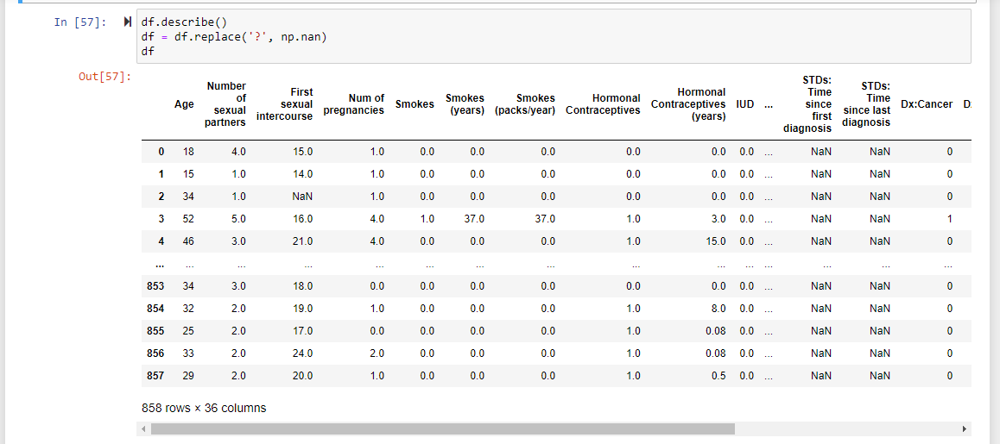 In [57]:
df.describe()
df = df.replace('?', np.nan)
df
Out[57]:
Age Number of sexual partners First sexual intercourse Num of pregnancies Smokes Smokes (years) Smokes (packs/year) Hormonal Contraceptives Hormonal Contraceptives (years) IUD ... STDs: Time since first diagnosis STDs: Time since last diagnosis Dx:Cancer
0 18 4.0 15.0 1.0 0.0 0.0 0.0 0.0 0.0 0.0 ... NaN NaN 0
1 15 1.0 14.0 1.0 0.0 0.0 0.0 0.0 0.0 0.0 ... NaN NaN 0
2 34 1.0 NaN 1.0 0.0 0.0 0.0 0.0 0.0 0.0 ... NaN NaN 0
3 52 5.0 16.0 4.0 1.0 37.0 37.0 1.0 3.0 0.0 ... NaN NaN 1
4 46 3.0 21.0 4.0 0.0 0.0 0.0 1.0 15.0 0.0 ... NaN NaN 0
... ... ... ... ... ... ... ... ... ... ... ... ... ... ...
853 34 3.0 18.0 0.0 0.0 0.0 0.0 0.0 0.0 0.0 ... NaN NaN 0
854 32 2.0 19.0 1.0 0.0 0.0 0.0 1.0 8.0 0.0 ... NaN NaN 0
855 25 2.0 17.0 0.0 0.0 0.0 0.0 1.0 0.08 0.0 ... NaN NaN 0
856 33 2.0 24.0 2.0 0.0 0.0 0.0 1.0 0.08 0.0 ... NaN NaN 0
857 29 2.0 20.0 1.0 0.0 0.0 0.0 1.0 0.5 0.0 ... NaN NaN 0
858 rows × 36 columns